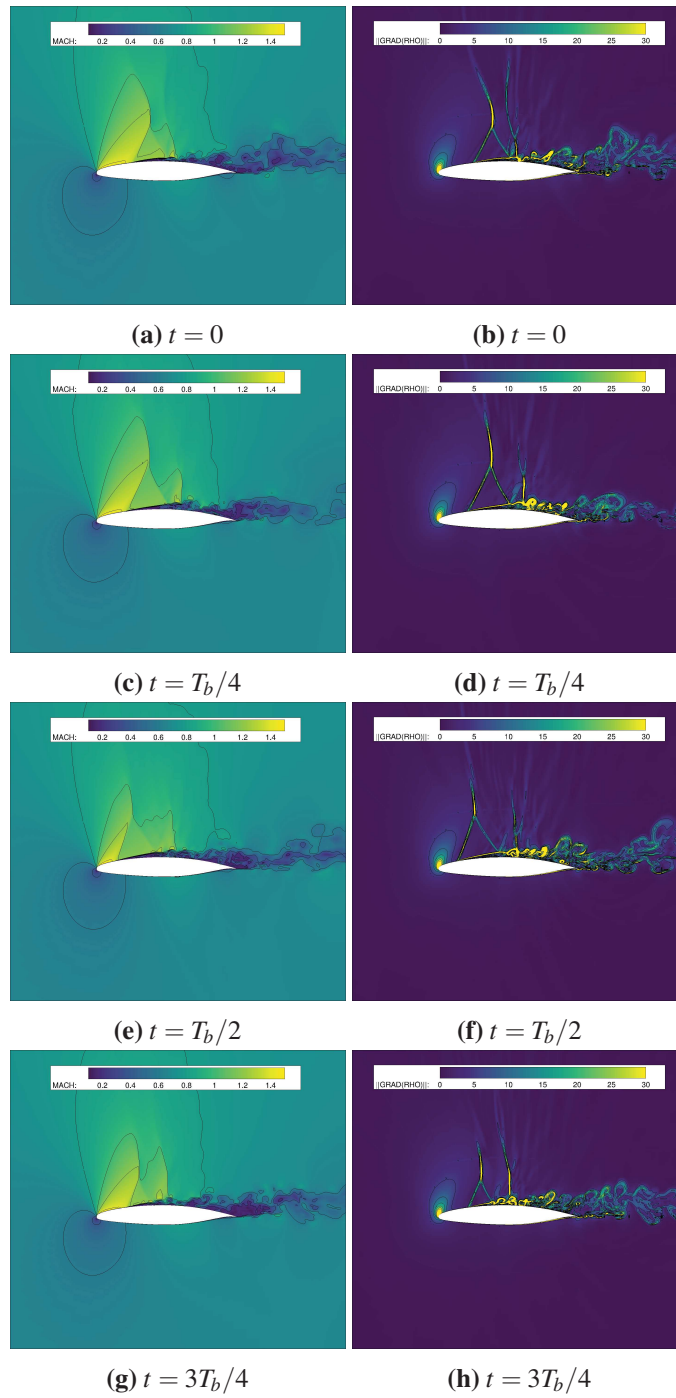 MACH: 0.2 0.4 0.6 0.8 1 1.2 1.4
||GRAD(RHO)||: 0 5 10 15 20 25 30
(a) t = 0
(b) t = 0
MACH: 0.2 0.4 0.6 0.8 1 1.2 1.4
||GRAD(RHO)||: 0 5 10 15 20 25 30
(c) t = T_b/4
(d) t = T_b/4
MACH: 0.2 0.4 0.6 0.8 1 1.2 1.4
||GRAD(RHO)||: 0 5 10 15 20 25 30
(e) t = T_b/2
(f) t = T_b/2
MACH: 0.2 0.4 0.6 0.8 1 1.2 1.4
||GRAD(RHO)||: 0 5 10 15 20 25 30
(g) t = 3T_b/4
(h) t = 3T_b/4